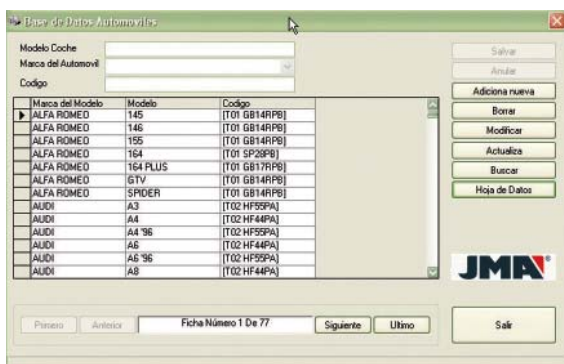 Base de Datos Automoviles
Modelo Coche
Marca del Automovil
Codigo
Salvar
Anular
Adiciona nueva
Borrar
Modificar
Actualiza
Buscar
Hoja de Datos
Marca del Modelo Modelo Codigo
ALFA ROMEO 145 [T01 GB14RPB]
ALFA ROMEO 146 [T01 GB14RPB]
ALFA ROMEO 155 [T01 GB14RPB]
ALFA ROMEO 164 [T01 SP28PB]
ALFA ROMEO 164 PLUS [T01 GB17RPB]
ALFA ROMEO GTV [T01 GB14RPB]
ALFA ROMEO SPIDER [T01 GB14RPB]
AUDI A3 [T02 HF55PA]
AUDI A4 [T02 HF44PA]
AUDI A4 '96 [T02 HF55PA]
AUDI A6 [T02 HF44PA]
AUDI A6 '96 [T02 HF55PA]
AUDI A8 [T02 HF44PA]
JMA
Primero Anterior Ficha Número 1 De 77 Siguiente Ultimo Salir